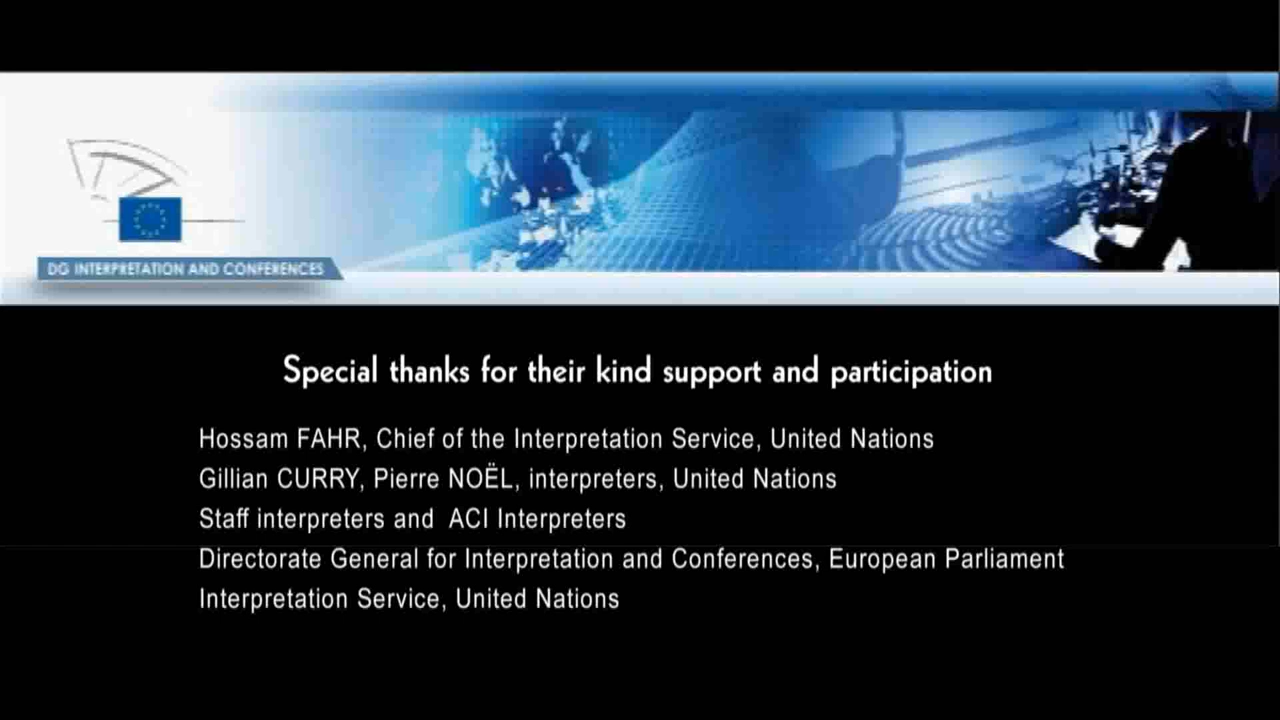 DG INTERPRETATION AND CONFERENCES
Special thanks for their kind support and participation
Hossam FAHR, Chief of the Interpretation Service, United Nations
Gillian CURRY, Pierre NOËL, interpreters, United Nations
Staff interpreters and  ACI Interpreters
Directorate General for Interpretation and Conferences, European Parliament
Interpretation Service, United Nations